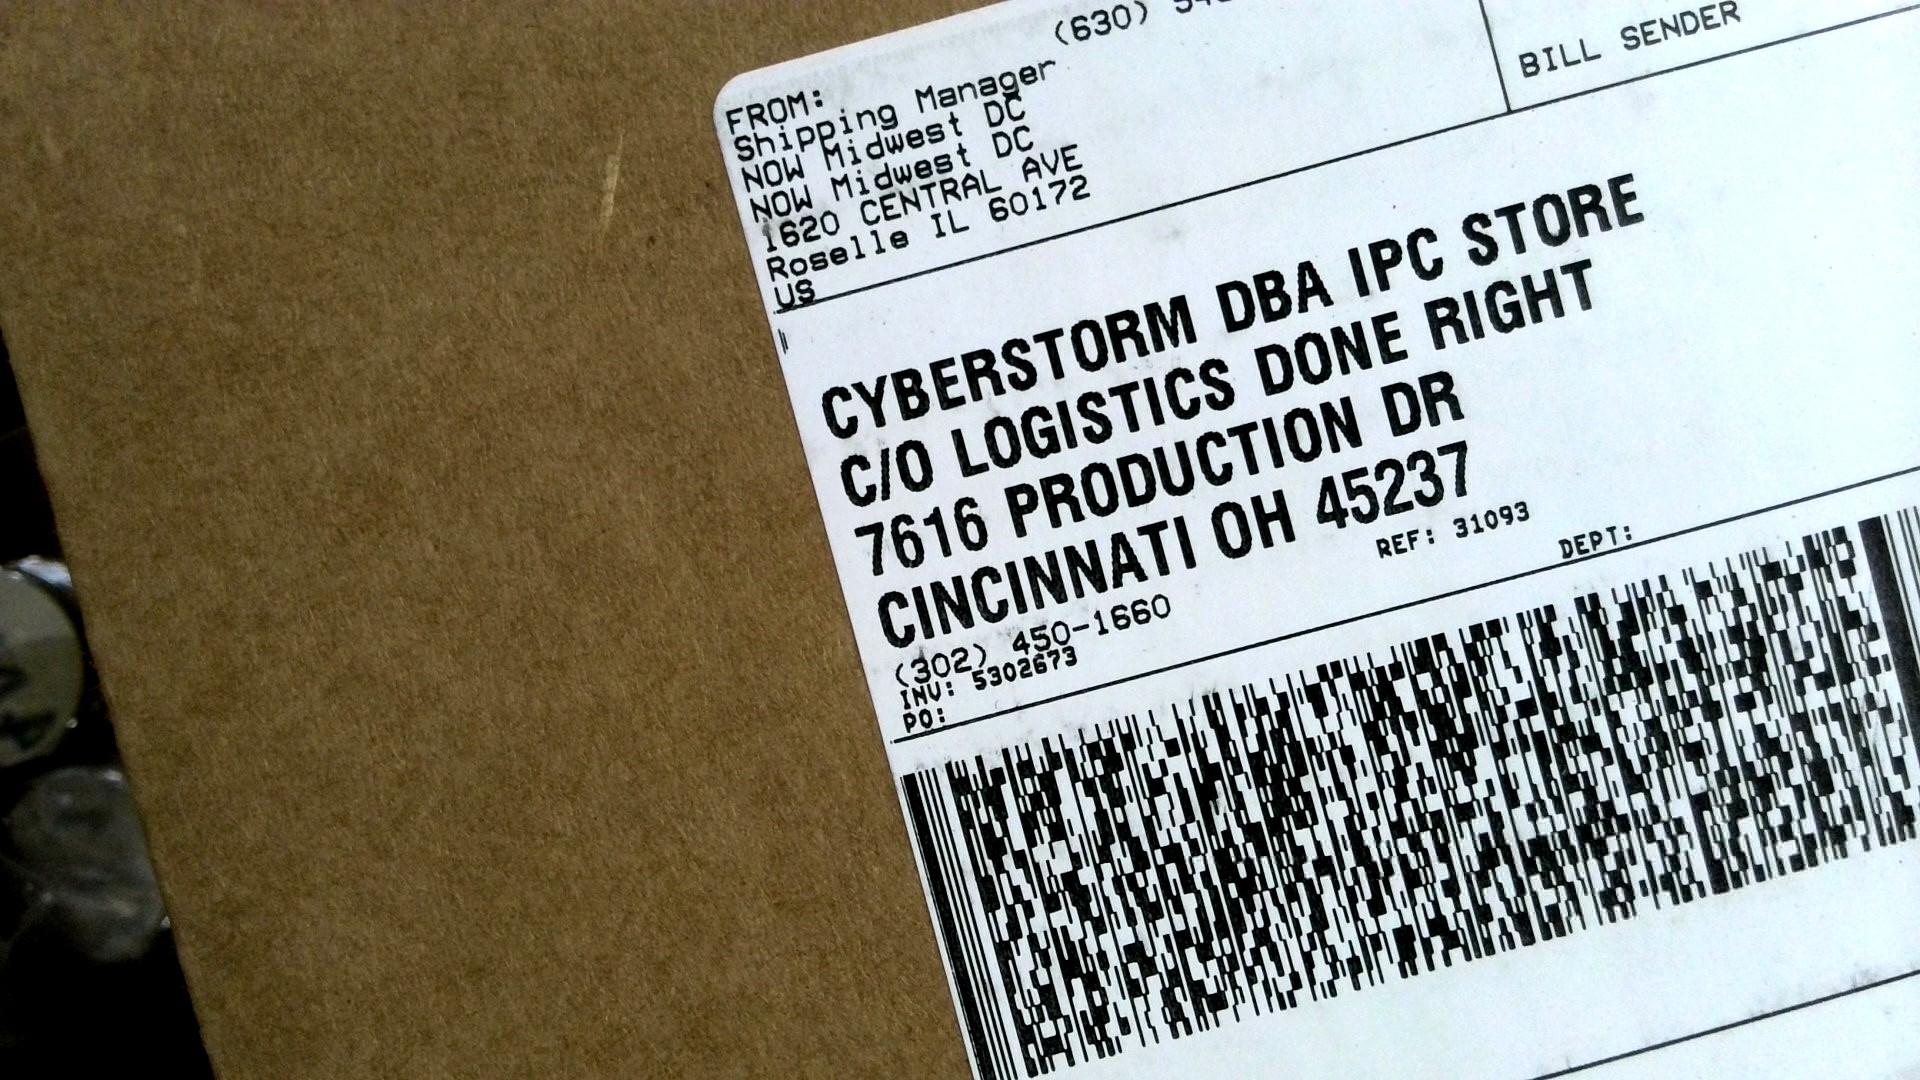 (630)
BILL SENDER
FROM:
Shipping Manager
NOW Midwest DC
NOW Midwest DC
1620 CENTRAL AVE
Roselle IL 60172
US
CYBERSTORM DBA IPC STORE
C/O LOGISTICS DONE RIGHT
7616 PRODUCTION DR
CINCINNATI OH 45237
(302) 450-1660
REF: 31093
INV: 5302673
PO:
DEPT: